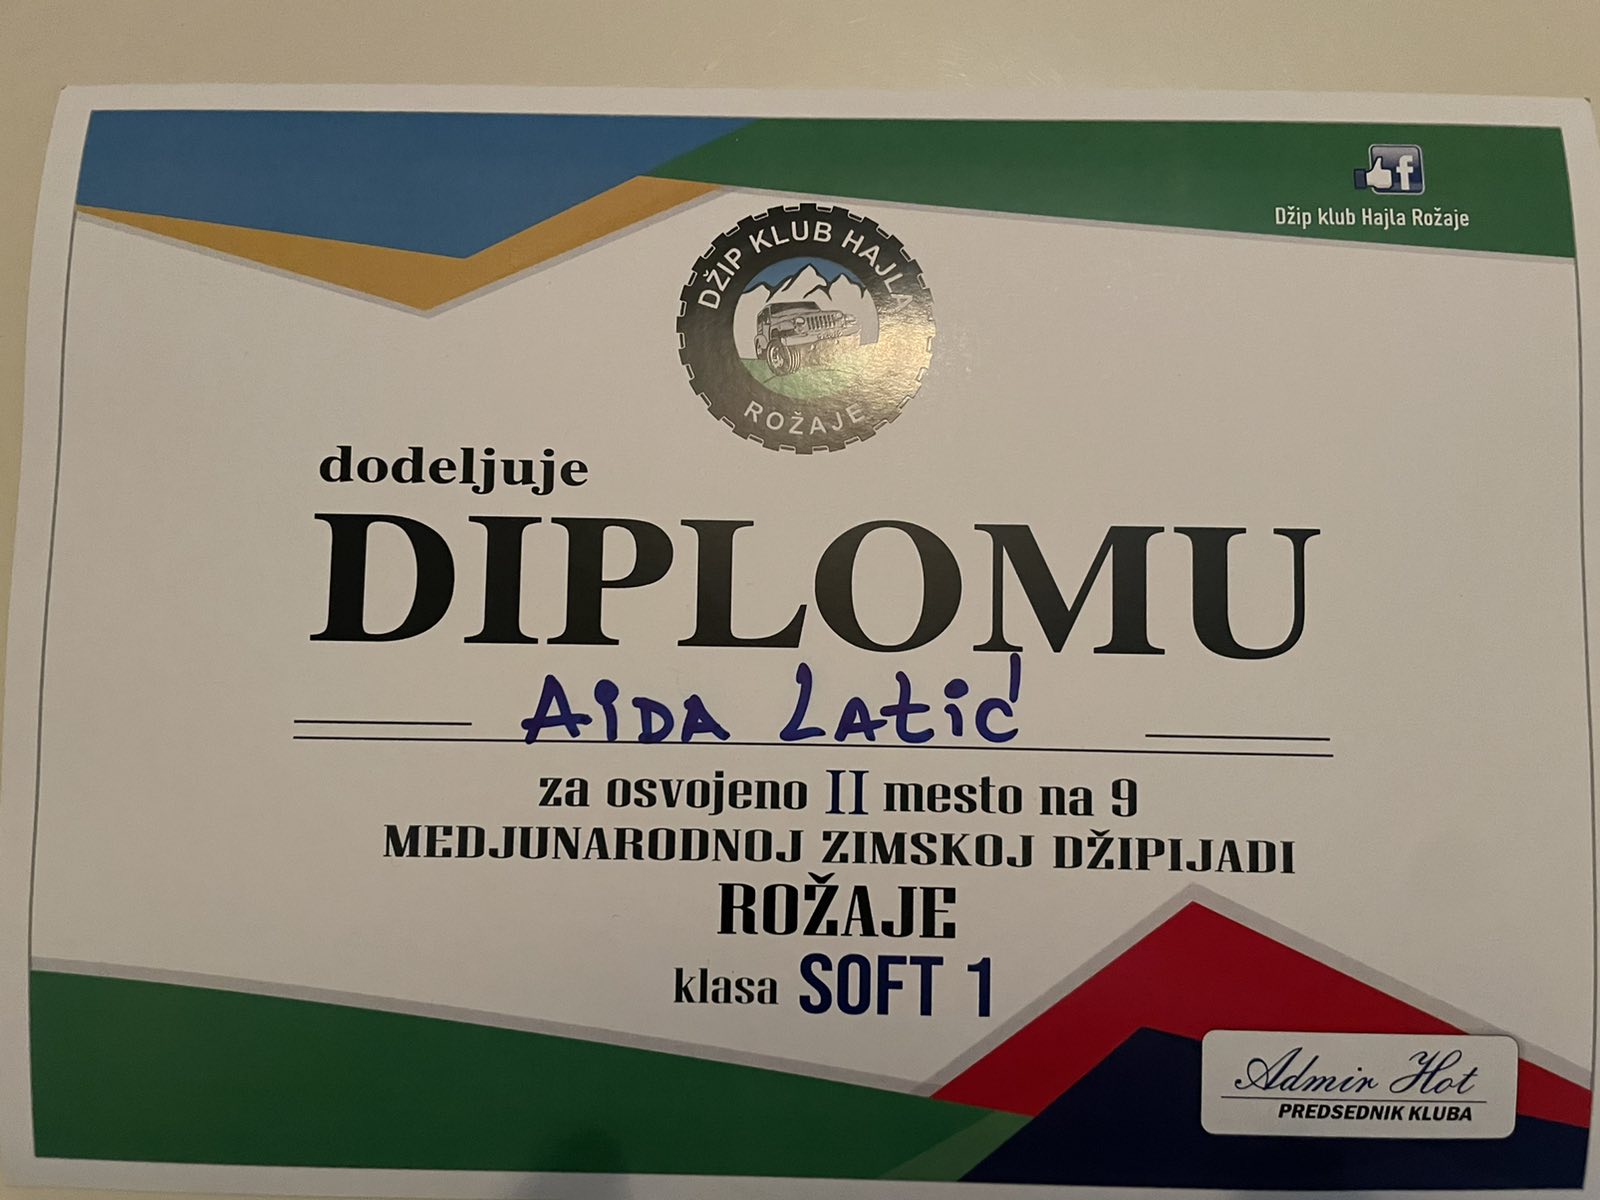 Džip klub Hajla Rožaje
DŽIP KLUB HAJLA
ROŽAJE
dodeljuje
DIPLOMU
Aida Latić
za osvojeno II mesto na 9
MEDJUNARODNOJ ZIMSKOJ DŽIPIJADI
ROŽAJE
klasa SOFT 1
Admir Hot
PREDSEDNIK KLUBA